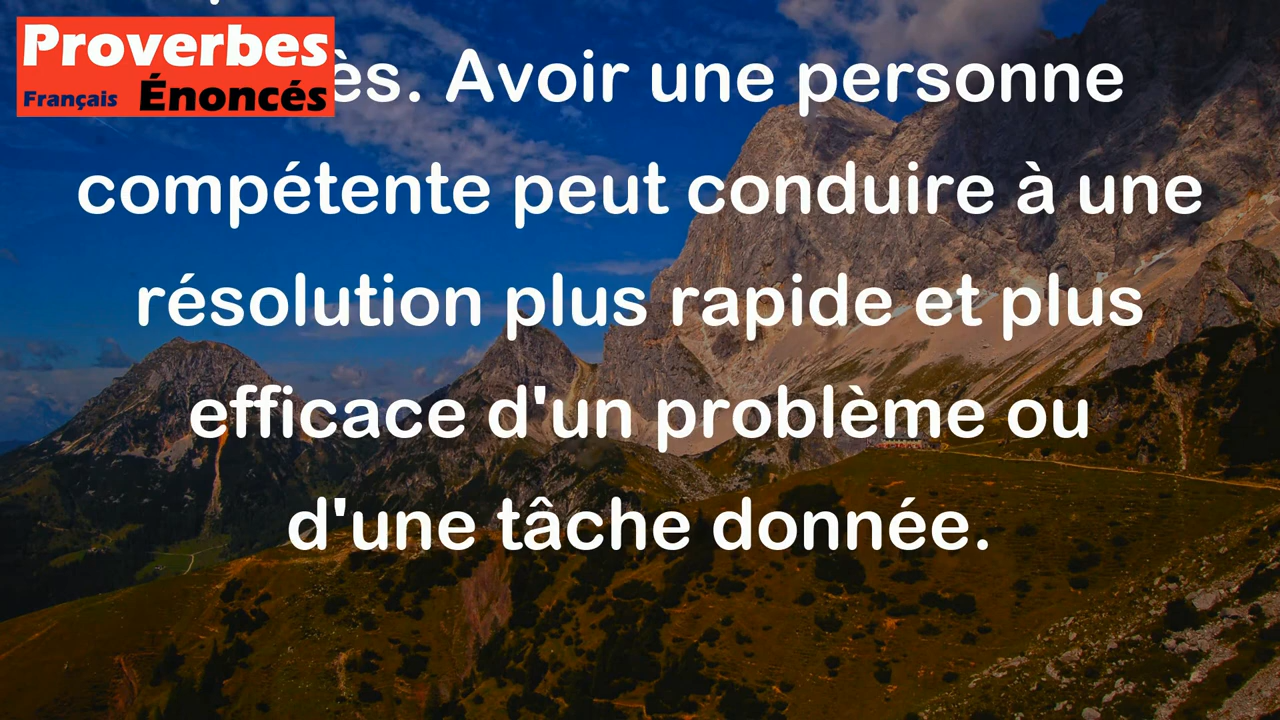 Proverbes
Français Énoncés
ès. Avoir une personne
compétente peut conduire à une
résolution plus rapide et plus
efficace d'un problème ou
d'une tâche donnée.